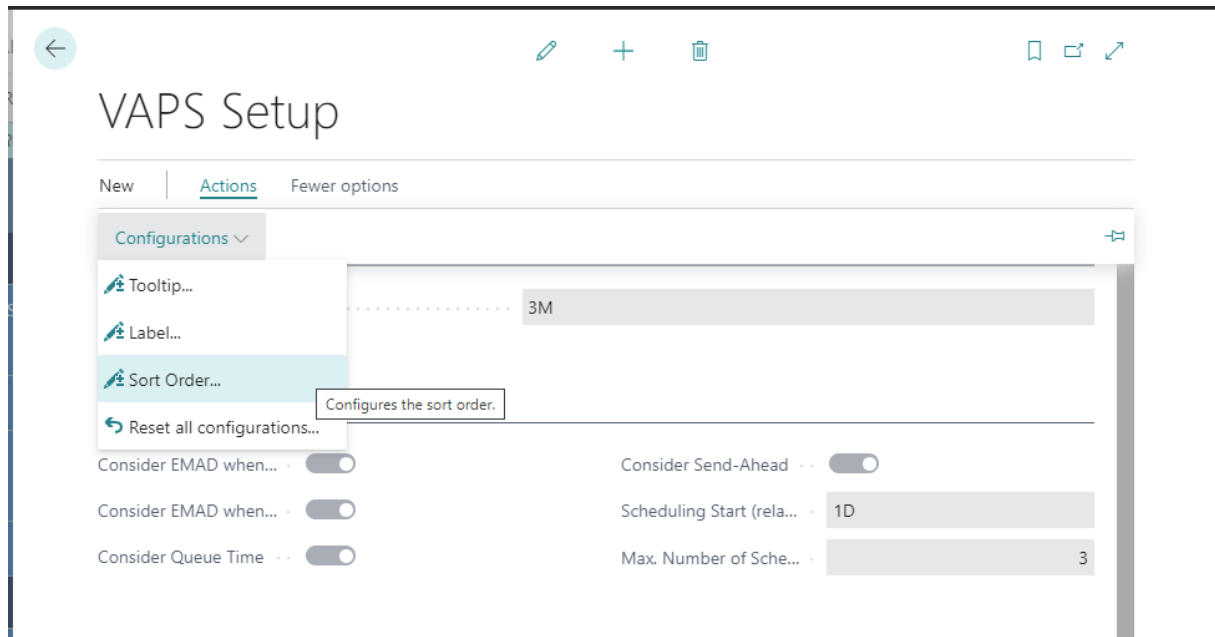 VAPS Setup
New Actions Fewer options
Configurations
Tooltip...
3M
Label...
Sort Order...
Configures the sort order.
Reset all configurations...
Consider EMAD when... Consider Send-Ahead
Consider EMAD when... Scheduling Start (rela... 1D
Consider Queue Time Max. Number of Sche... 3